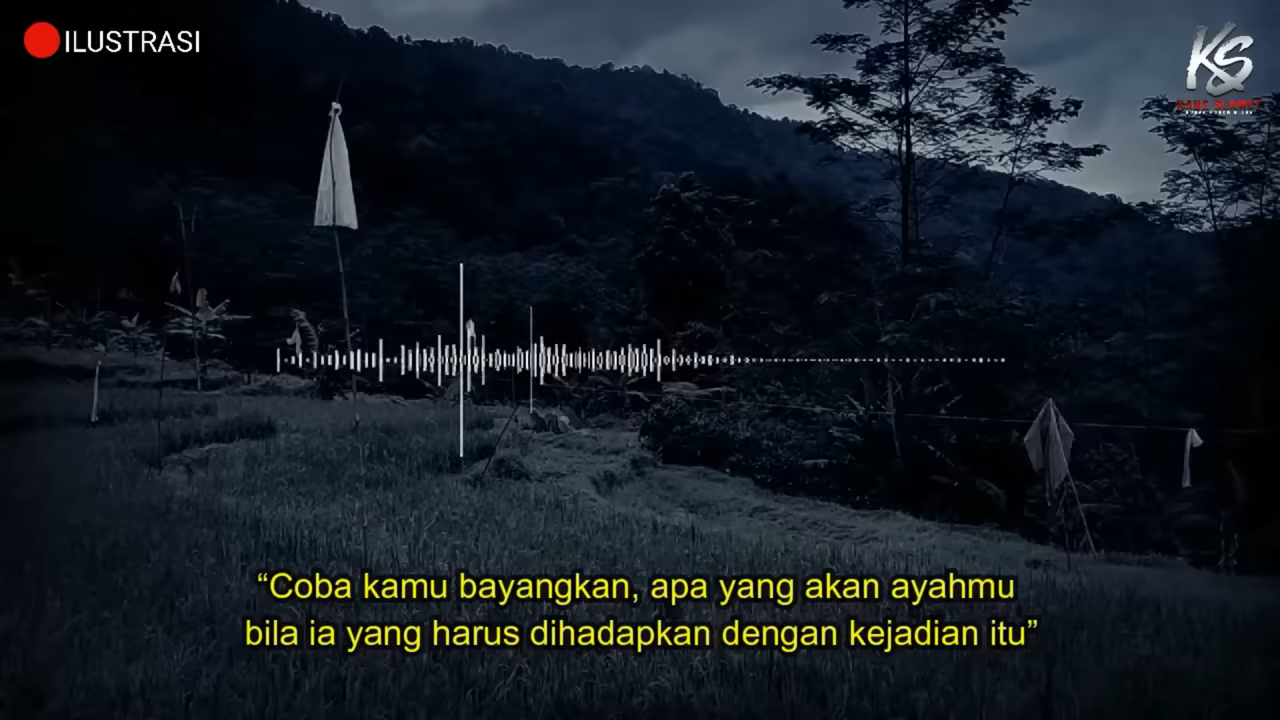 ILUSTRASI
KS
“Coba kamu bayangkan, apa yang akan ayahmu
bila ia yang harus dihadapkan dengan kejadian itu”